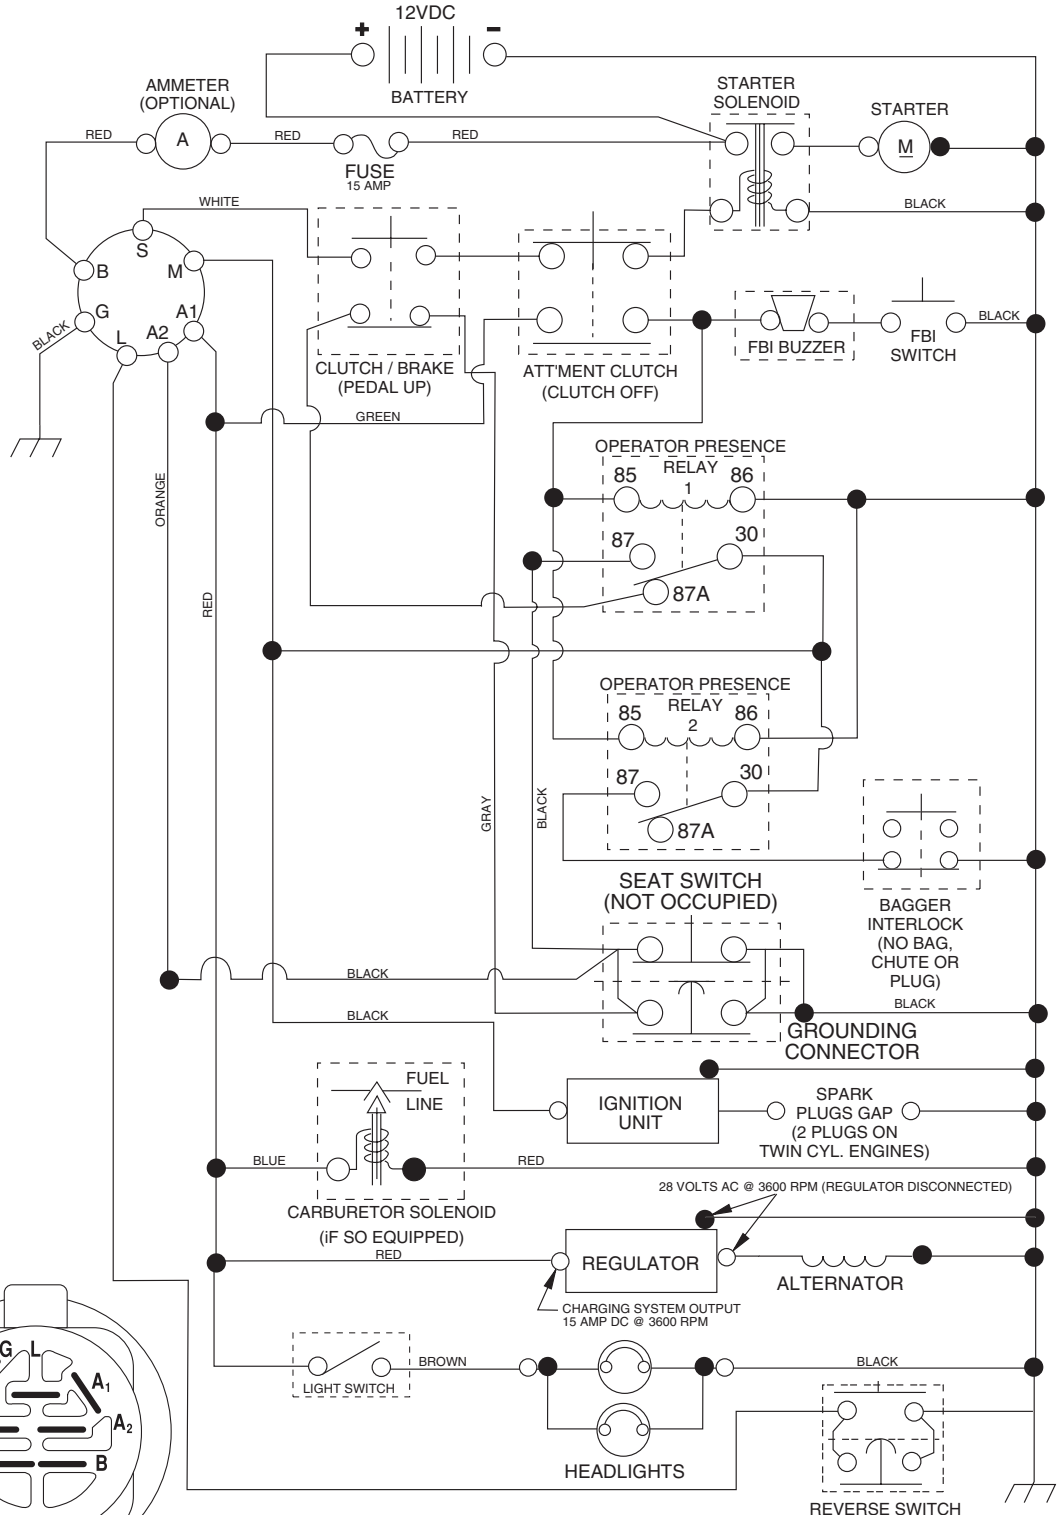 12VDC
+
−
BATTERY
AMMETER
(OPTIONAL)
A
RED
RED
RED
FUSE
15 AMP
STARTER
SOLENOID
STARTER
M
WHITE
BLACK
S
B
M
G
A1
L
A2
BLACK
CLUTCH / BRAKE
(PEDAL UP)
ATT'MENT CLUTCH
(CLUTCH OFF)
FBI BUZZER
FBI
SWITCH
BLACK
GREEN
ORANGE
RED
OPERATOR PRESENCE
RELAY
1
85
86
87
30
87A
OPERATOR PRESENCE
RELAY
2
85
86
87
30
87A
GRAY
BLACK
SEAT SWITCH
(NOT OCCUPIED)
BAGGER
INTERLOCK
(NO BAG,
CHUTE OR
PLUG)
BLACK
BLACK
BLACK
GROUNDING
CONNECTOR
FUEL
LINE
IGNITION
UNIT
SPARK
PLUGS GAP
(2 PLUGS ON
TWIN CYL. ENGINES)
BLUE
RED
CARBURETOR SOLENOID
(iF SO EQUIPPED)
28 VOLTS AC @ 3600 RPM (REGULATOR DISCONNECTED)
RED
REGULATOR
ALTERNATOR
CHARGING SYSTEM OUTPUT
15 AMP DC @ 3600 RPM
LIGHT SWITCH
BROWN
BLACK
HEADLIGHTS
REVERSE SWITCH
G
L
A1
A2
B